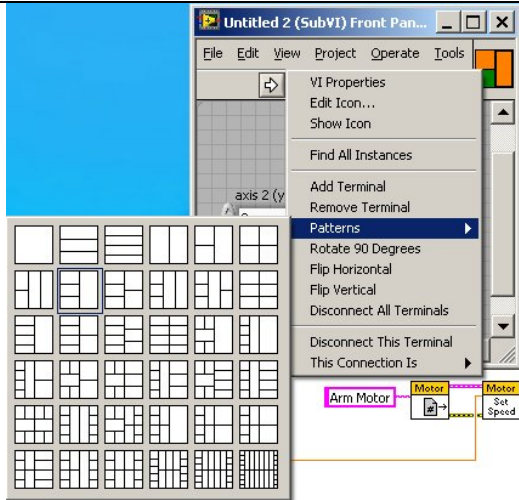 Untitled 2 (SubVI) Front Pan...
File Edit View Project Operate Tools
VI Properties
Edit Icon...
Show Icon
Find All Instances
axis 2 (y
Add Terminal
Remove Terminal
Patterns
Rotate 90 Degrees
Flip Horizontal
Flip Vertical
Disconnect All Terminals
Disconnect This Terminal
This Connection Is
Arm Motor
Motor
#
Motor
Set
Speed